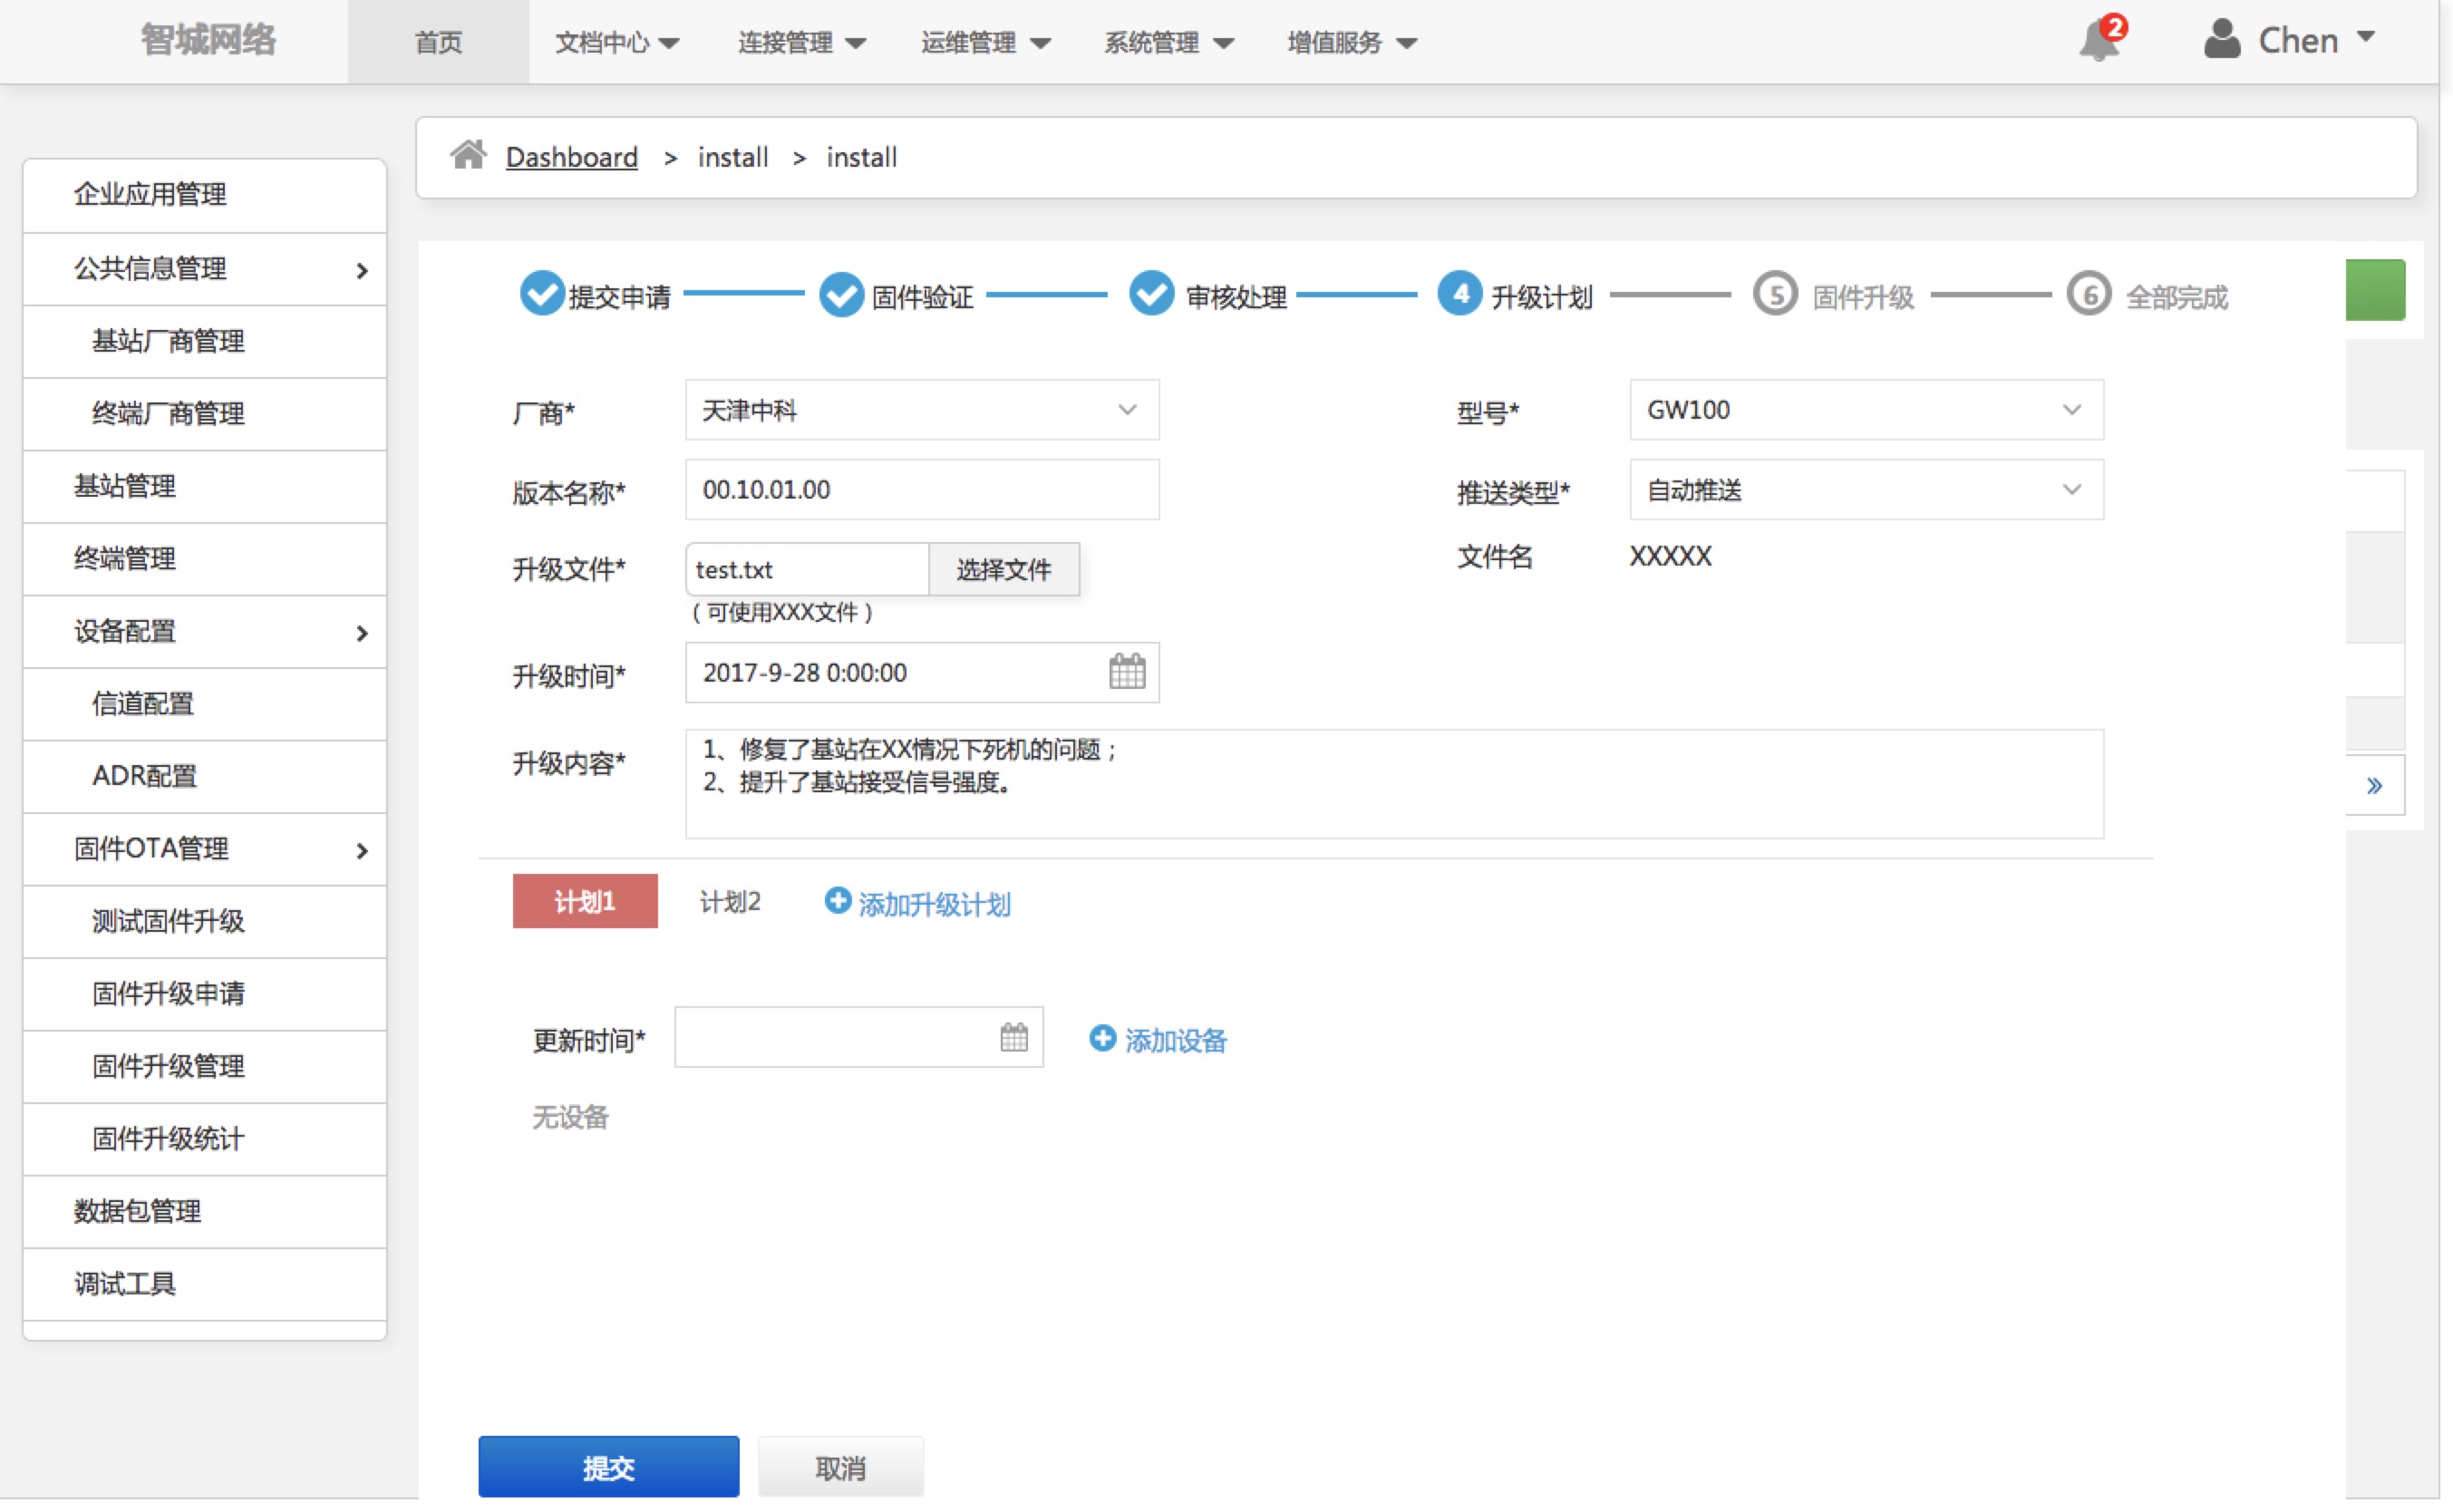 智城网络 首页 文档中心 连接管理 运维管理 系统管理 增值服务 2 Chen
Dashboard > install > install
企业应用管理
公共信息管理
基站厂商管理
终端厂商管理
基站管理
终端管理
设备配置
信道配置
ADR配置
固件OTA管理
测试固件升级
固件升级申请
固件升级管理
固件升级统计
数据包管理
调试工具
提交申请 固件验证 审核处理 4 升级计划 5 固件升级 6 全部完成
厂商* 天津中科 型号* GW100
版本名称* 00.10.01.00 推送类型* 自动推送
升级文件* test.txt 选择文件 文件名 XXXXX
（可使用XXX文件）
升级时间* 2017-9-28 0:00:00
升级内容* 1、修复了基站在XX情况下死机的问题；
2、提升了基站接受信号强度。
»
计划1 计划2 添加升级计划
更新时间* 添加设备
无设备
提交 取消